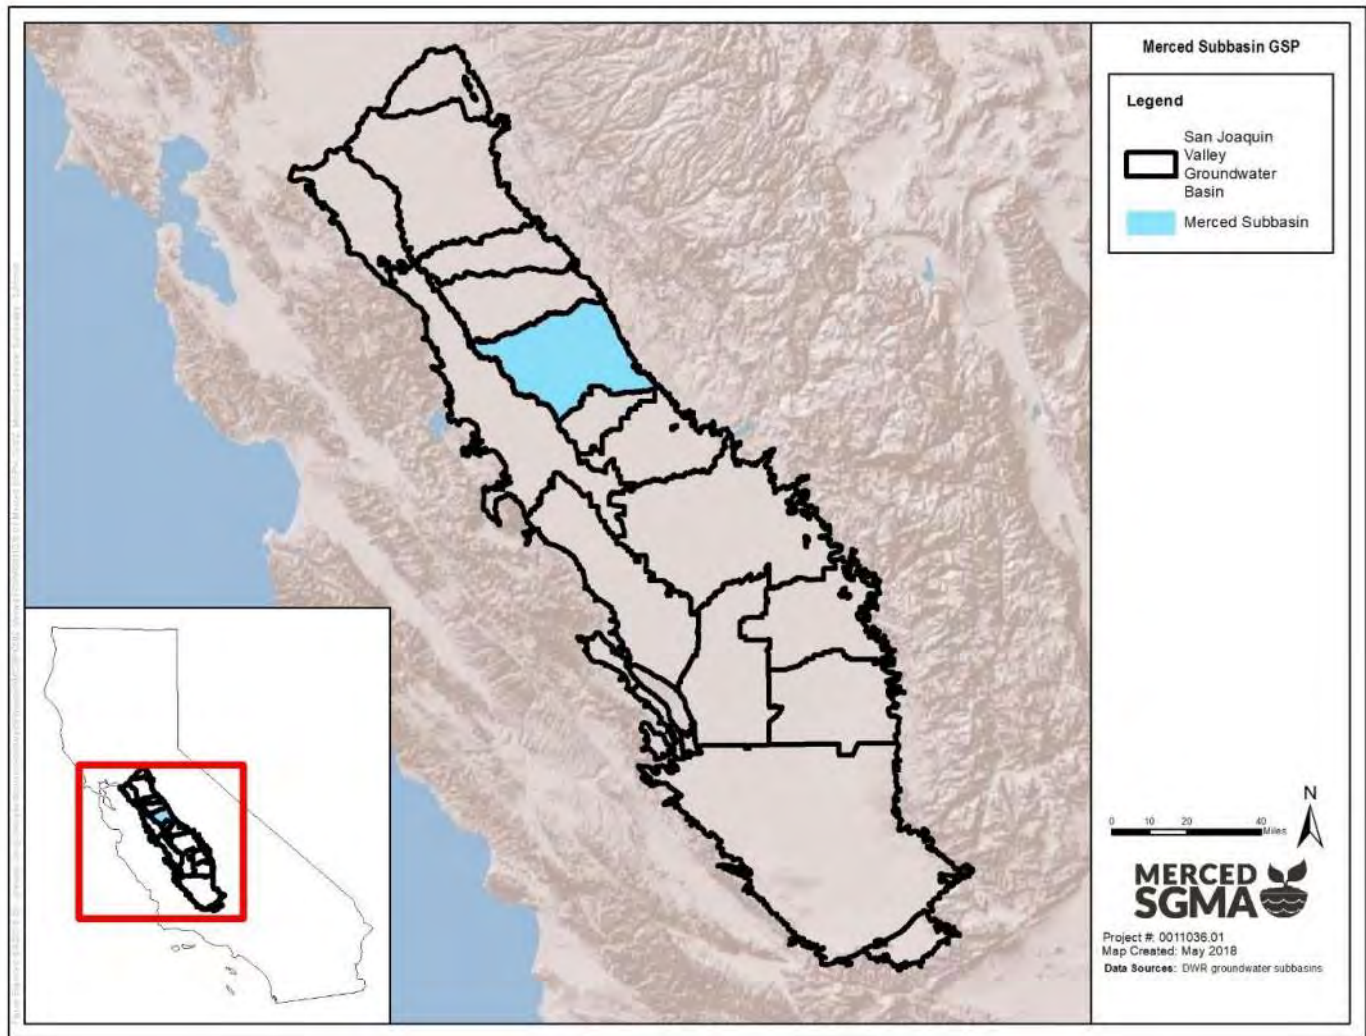 Merced Subbasin GSP
Legend
San Joaquin
Valley
Groundwater
Basin
Merced Subbasin
N
0 10 20 40
Miles
MERCED
SGMA
Project #: 0011036.01
Map Created: May 2018
Data Sources: DWR groundwater subbasins